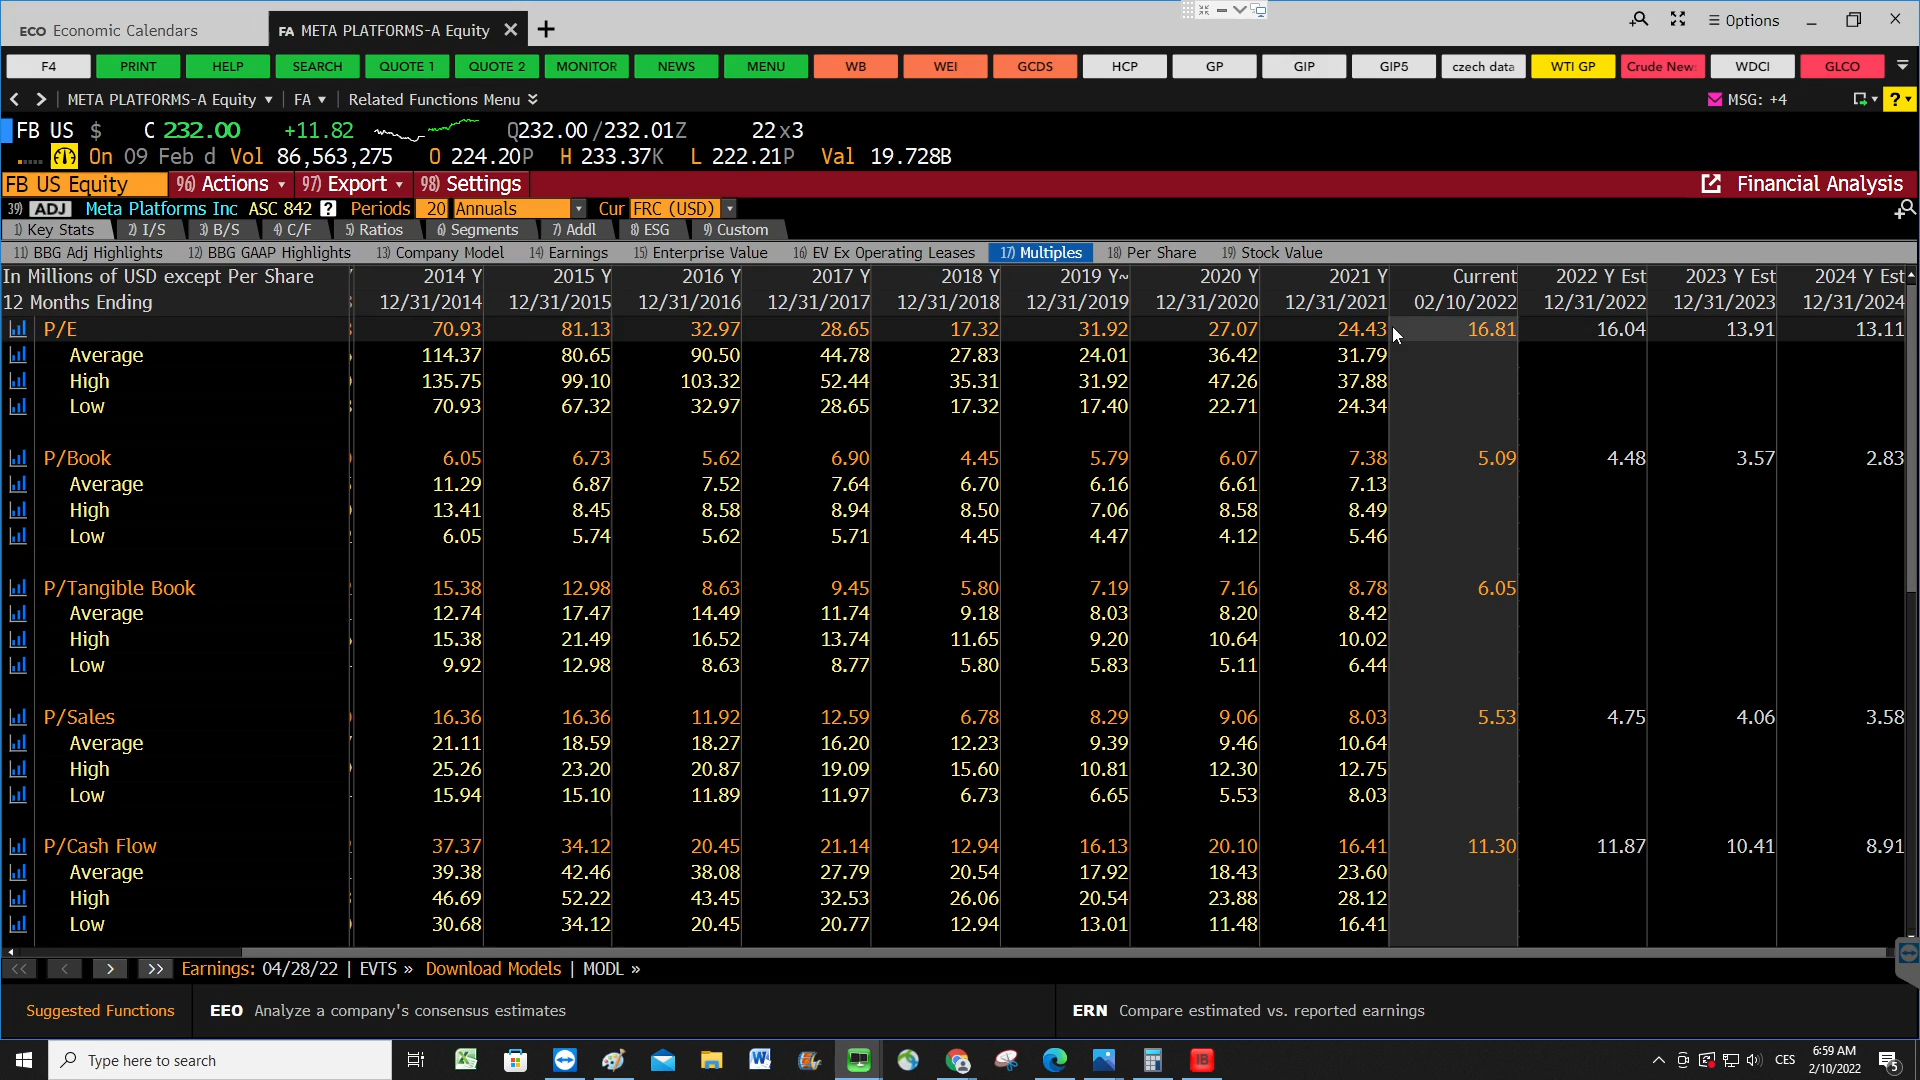 ECO Economic Calendars FA META PLATFORMS-A Equity Options
F4 PRINT HELP SEARCH QUOTE 1 QUOTE 2 MONITOR NEWS MENU WB WEI GCDS HCP GP GIP GIP5 czech data WTI GP Crude New WDCI GLCO
META PLATFORMS-A Equity FA Related Functions Menu MSG: +4 ?
FB US $ C 232.00 +11.82 Q232.00/232.01Z 22x3
On 09 Feb d Vol 86,563,275 O 224.20P H 233.37K L 222.21P Val 19.728B
FB US Equity 96) Actions 97) Export 98) Settings Financial Analysis
39) ADJ Meta Platforms Inc ASC 842 ? Periods 20 Annuals Cur FRC (USD)
1) Key Stats 2) I/S 3) B/S 4) C/F 5) Ratios 6) Segments 7) Addl 8) ESG 9) Custom
11) BBG Adj Highlights 12) BBG GAAP Highlights 13) Company Model 14) Earnings 15) Enterprise Value 16) EV Ex Operating Leases 17) Multiples 18) Per Share 19) Stock Value
In Millions of USD except Per Share 2014 Y 2015 Y 2016 Y 2017 Y 2018 Y 2019 Y~ 2020 Y 2021 Y Current 2022 Y Est 2023 Y Est 2024 Y Est
12 Months Ending 12/31/2014 12/31/2015 12/31/2016 12/31/2017 12/31/2018 12/31/2019 12/31/2020 12/31/2021 02/10/2022 12/31/2022 12/31/2023 12/31/2024
P/E 70.93 81.13 32.97 28.65 17.32 31.92 27.07 24.43 16.81 16.04 13.91 13.11
Average 114.37 80.65 90.50 44.78 27.83 24.01 36.42 31.79
High 135.75 99.10 103.32 52.44 35.31 31.92 47.26 37.88
Low 70.93 67.32 32.97 28.65 17.32 17.40 22.71 24.34
P/Book 6.05 6.73 5.62 6.90 4.45 5.79 6.07 7.38 5.09 4.48 3.57 2.83
Average 11.29 6.87 7.52 7.64 6.70 6.16 6.61 7.13
High 13.41 8.45 8.58 8.94 8.50 7.06 8.58 8.49
Low 6.05 5.74 5.62 5.71 4.45 4.47 4.12 5.46
P/Tangible Book 15.38 12.98 8.63 9.45 5.80 7.19 7.16 8.78 6.05
Average 12.74 17.47 14.49 11.74 9.18 8.03 8.20 8.42
High 15.38 21.49 16.52 13.74 11.65 9.20 10.64 10.02
Low 9.92 12.98 8.63 8.77 5.80 5.83 5.11 6.44
P/Sales 16.36 16.36 11.92 12.59 6.78 8.29 9.06 8.03 5.53 4.75 4.06 3.58
Average 21.11 18.59 18.27 16.20 12.23 9.39 9.46 10.64
High 25.26 23.20 20.87 19.09 15.60 10.81 12.30 12.75
Low 15.94 15.10 11.89 11.97 6.73 6.65 5.53 8.03
P/Cash Flow 37.37 34.12 20.45 21.14 12.94 16.13 20.10 16.41 11.30 11.87 10.41 8.91
Average 39.38 42.46 38.08 27.79 20.54 17.92 18.43 23.60
High 46.69 52.22 43.45 32.53 26.06 20.54 23.88 28.12
Low 30.68 34.12 20.45 20.77 12.94 13.01 11.48 16.41
<< < > >> Earnings: 04/28/22 | EVTS » Download Models | MODL »
Suggested Functions EEO Analyze a company's consensus estimates ERN Compare estimated vs. reported earnings
Type here to search IB CES 6:59 AM
2/10/2022 5